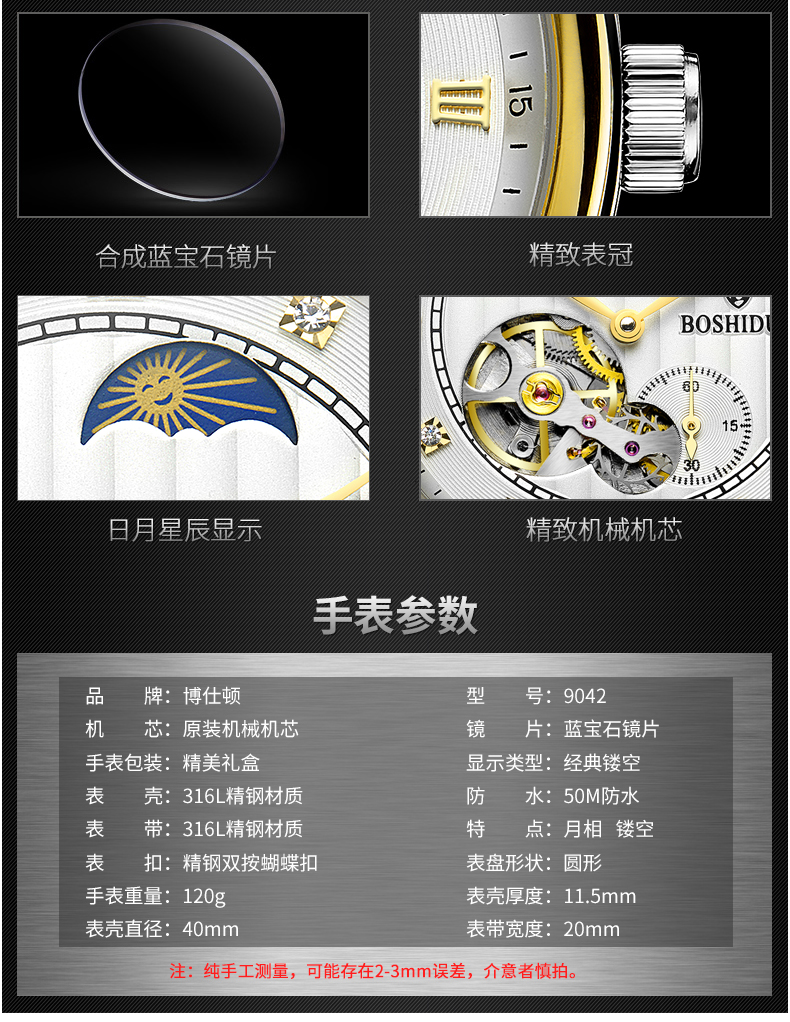 15
合成蓝宝石镜片
精致表冠
BOSHIDU
60
15
30
日月星辰显示
精致机械机芯
手表参数
品 牌：博仕顿
型 号：9042
机 芯：原装机械机芯
镜 片：蓝宝石镜片
手表包装：精美礼盒
显示类型：经典镂空
表 壳：316L精钢材质
防 水：50M防水
表 带：316L精钢材质
特 点：月相 镂空
表 扣：精钢双按蝴蝶扣
表盘形状：圆形
手表重量：120g
表壳厚度：11.5mm
表壳直径：40mm
表带宽度：20mm
注：纯手工测量，可能存在2-3mm误差，介意者慎拍。